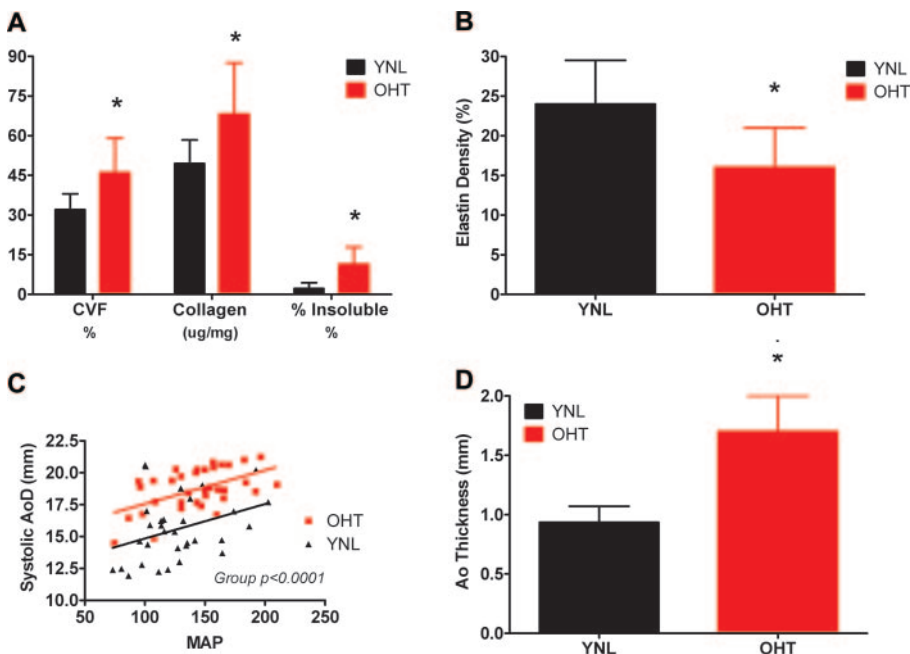 A
90
75
60
45
30
15
0
*
*
*
YNL
OHT
CVF
Collagen
% Insoluble
%
(ug/mg)
%
B
Elastin Density (%)
30
25
20
15
10
5
0
*
YNL
OHT
YNL
OHT
C
Systolic AoD (mm)
22.5
20.0
17.5
15.0
12.5
10.0
OHT
YNL
Group p<0.0001
50
100
150
200
250
MAP
D
Ao Thickness (mm)
2.0
1.5
1.0
0.5
0.0
*
YNL
OHT
YNL
OHT